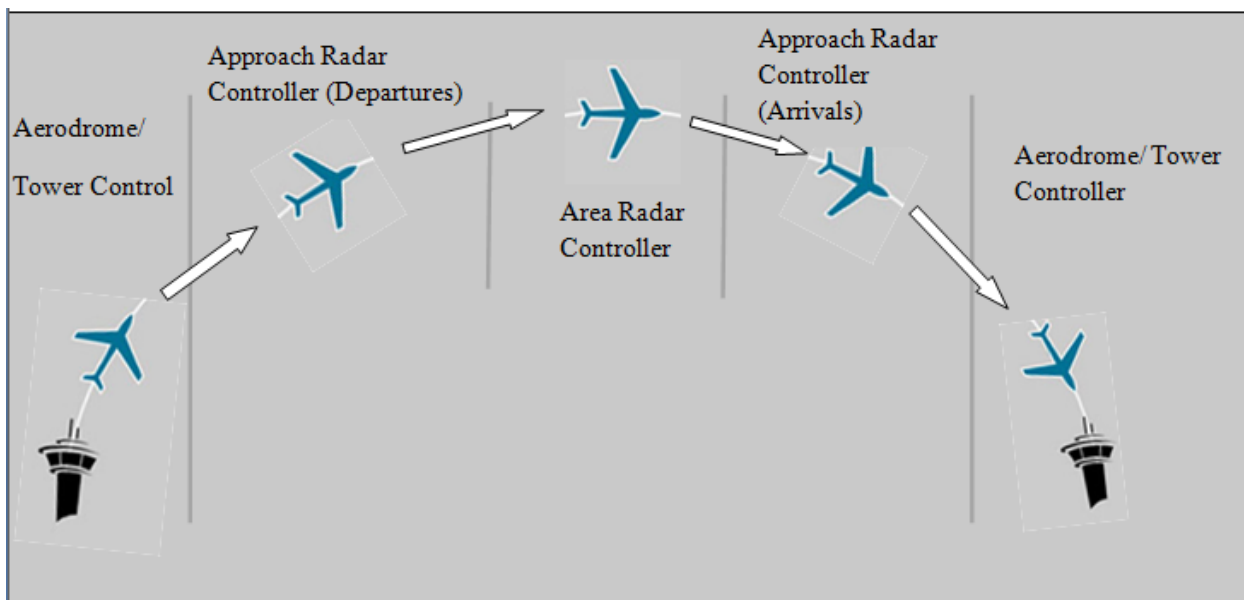 Aerodrome/
Tower Control
Approach Radar
Controller (Departures)
Area Radar
Controller
Approach Radar
Controller
(Arrivals)
Aerodrome/ Tower
Controller